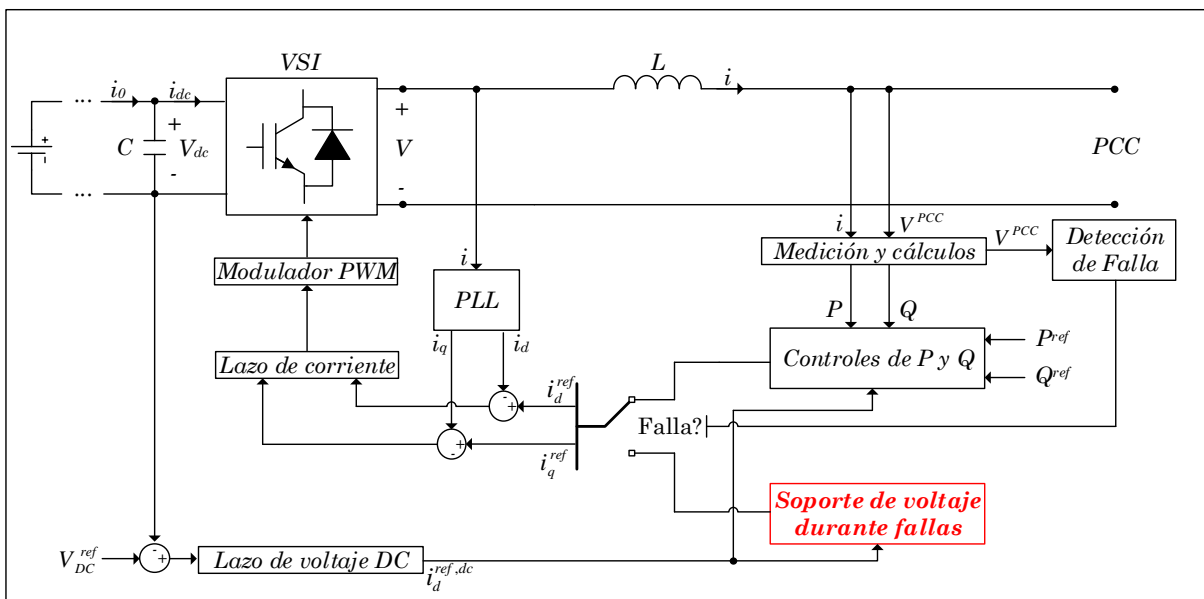 VSI
L
i
i₀
i_dc
...
...
+
+
+
-
C
V_dc
-
V
-
...
...
PCC
i
V^PCC
V^PCC
Detección
de Falla
Medición y cálculos
Modulador PWM
i
PLL
P
Q
i_q
i_d
Controles de P y Q
P^ref
Q^ref
Lazo de corriente
-
+
i_d^ref
Falla?
-
+
i_q^ref
Soporte de voltaje
durante fallas
V_DC^ref
-
+
Lazo de voltaje DC
i_d^ref,dc